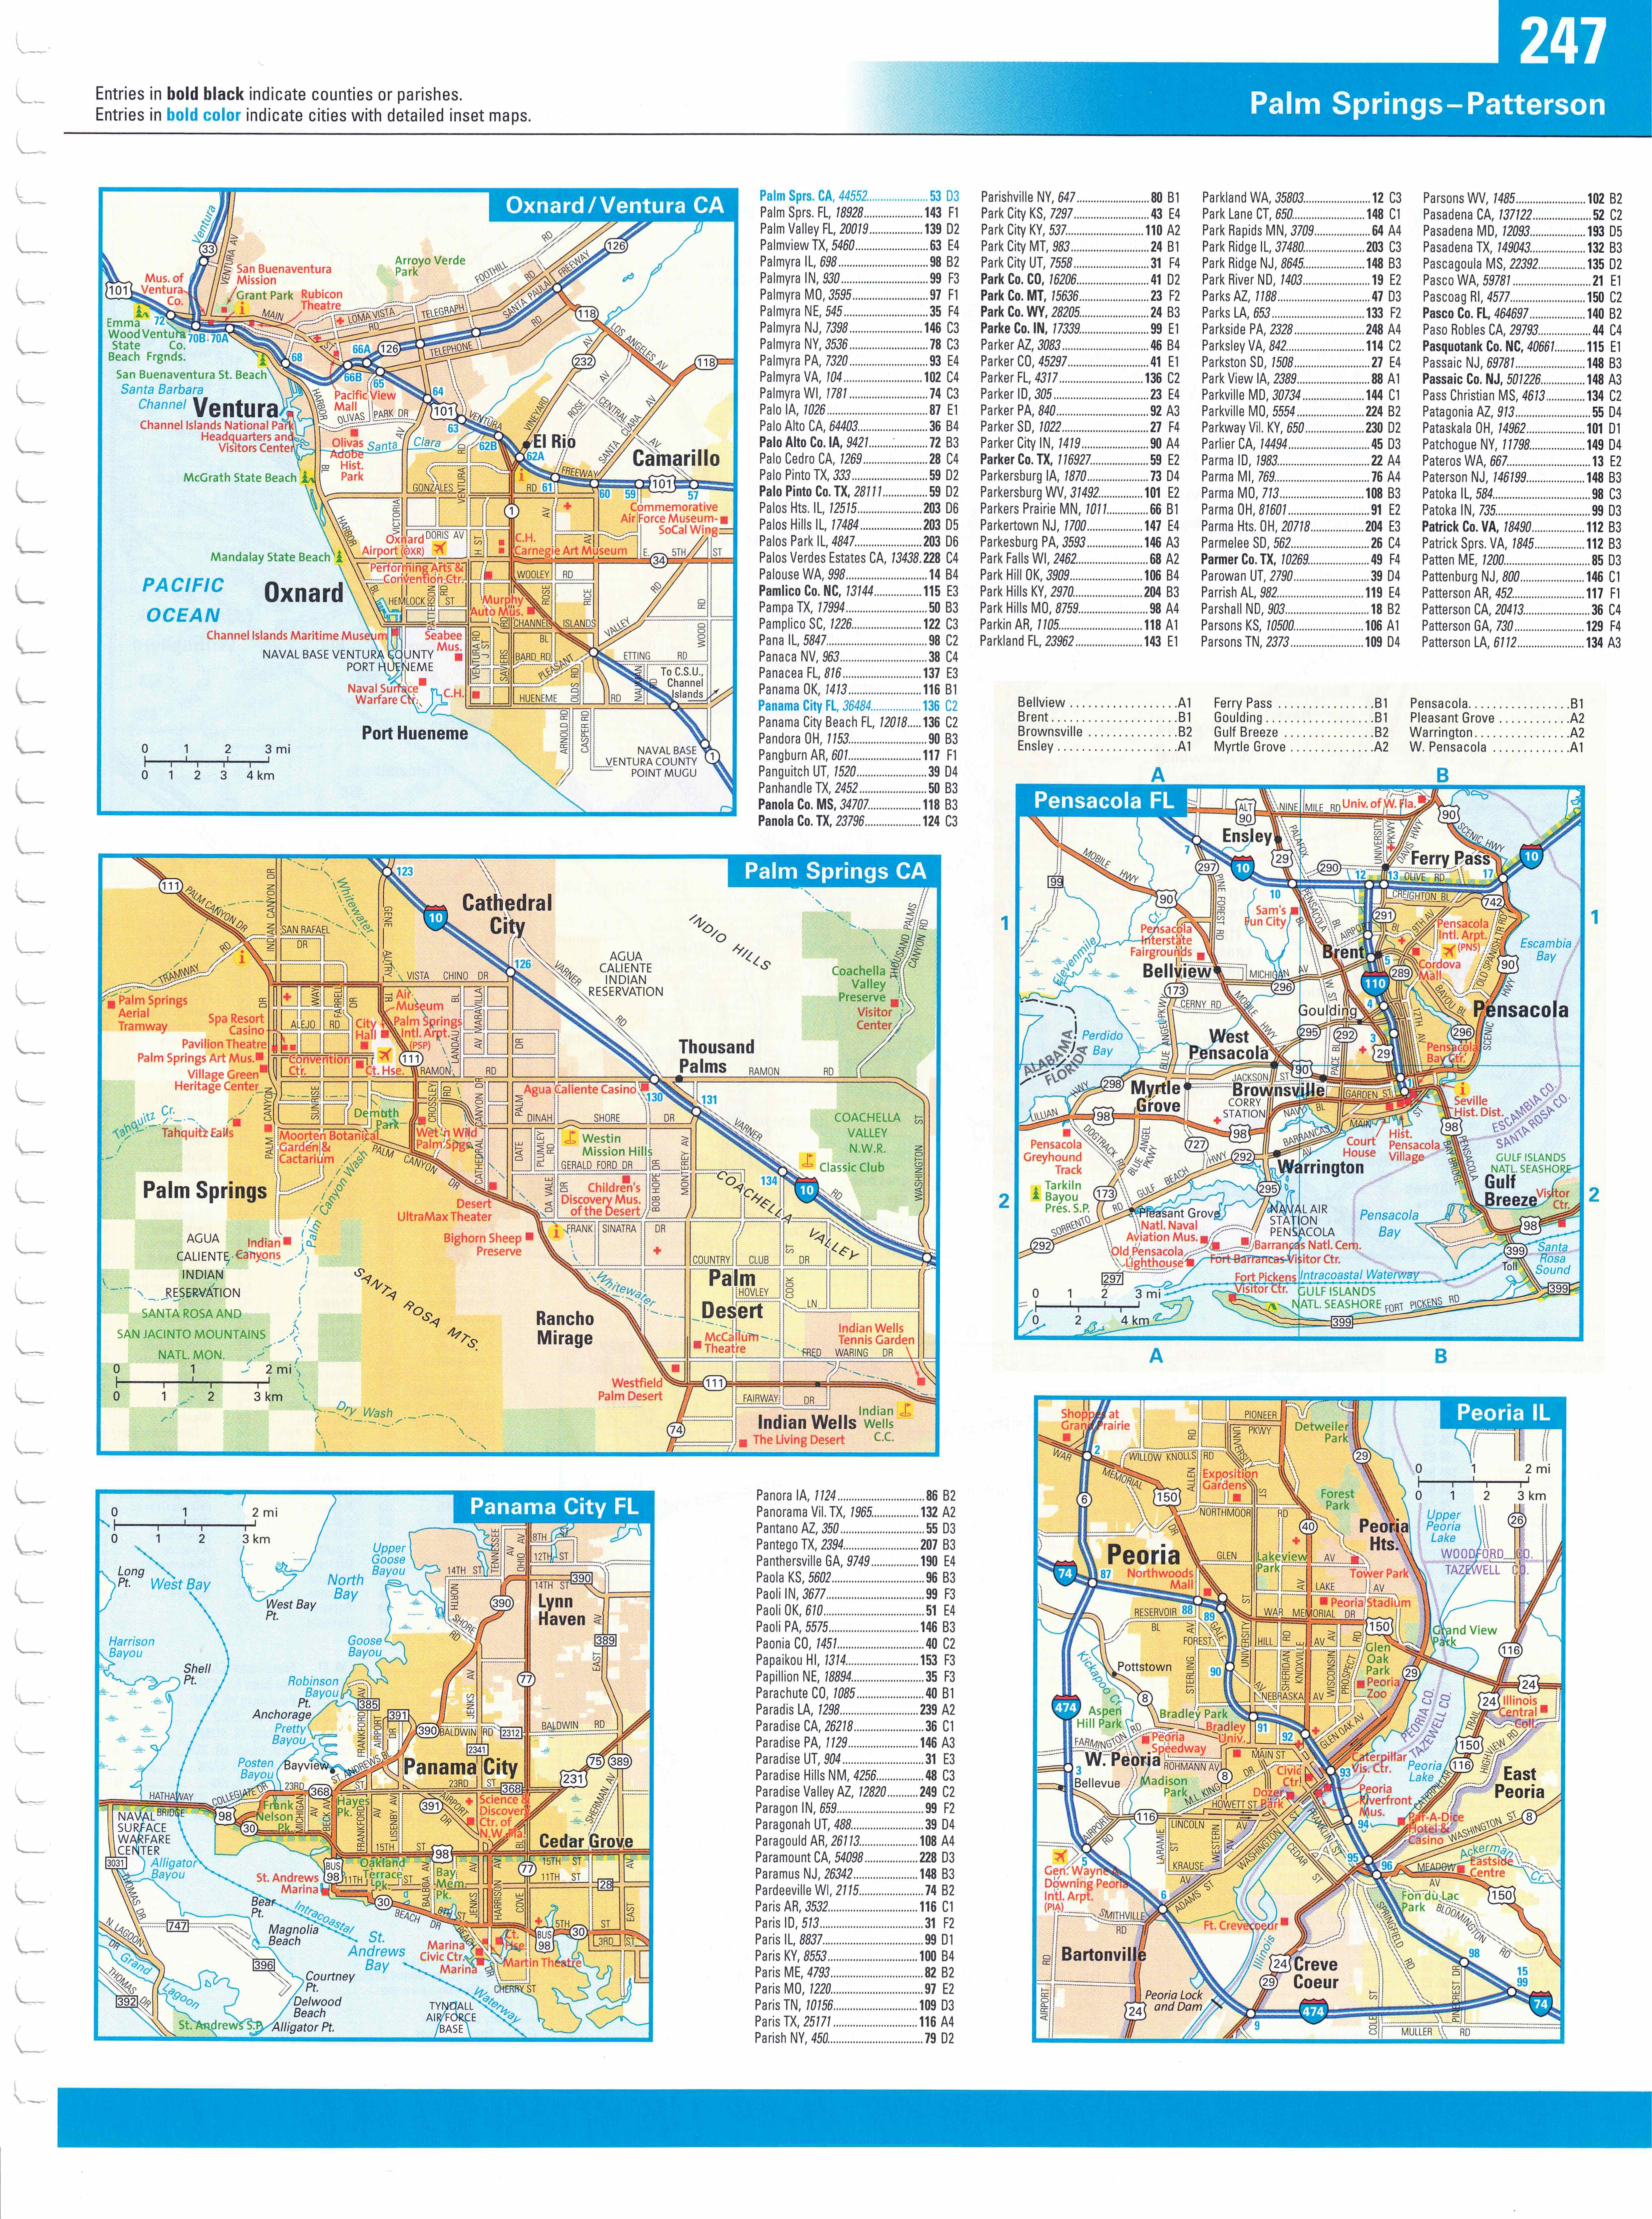 247
Palm Springs–Patterson
Entries in bold black indicate counties or parishes.
Entries in bold color indicate cities with detailed inset maps.
Oxnard/Ventura CA
Ventura
Oxnard
Camarillo
El Rio
Port Hueneme
PACIFIC
OCEAN
Santa Barbara
Channel
Arroyo Verde
Park
San Buenaventura
Mission
Grant Park
Rubicon
Theatre
Mus. of
Ventura
Co.
Emma
Wood
State
Beach
Ventura
Co.
Frgnds.
San Buenaventura St. Beach
Pacific View
Mall
Channel Islands National Park
Headquarters and
Visitors Center
Olivas
Adobe
Hist.
Park
McGrath State Beach
Commemorative
Air Force Museum-
SoCal Wing
Oxnard
Airport (OXR)
C.H.
Carnegie Art Museum
Mandalay State Beach
Performing Arts &
Convention Ctr.
Murphy
Auto Mus.
Channel Islands Maritime Museum
Seabee
Mus.
NAVAL BASE VENTURA COUNTY
PORT HUENEME
Naval Surface
Warfare Ctr.
C.H.
To C.S.U.,
Channel
Islands
NAVAL BASE
VENTURA COUNTY
POINT MUGU
0 1 2 3 mi
0 1 2 3 4 km
Palm Sprs. CA, 44552 53 D3
Palm Sprs. FL, 18928 143 F1
Palm Valley FL, 20019 139 D2
Palmview TX, 5460 63 E4
Palmyra IL, 698 98 B2
Palmyra IN, 930 99 F3
Palmyra MO, 3595 97 F1
Palmyra NE, 545 35 F4
Palmyra NJ, 7398 146 C3
Palmyra NY, 3536 78 C3
Palmyra PA, 7320 93 E4
Palmyra VA, 104 102 C4
Palmyra WI, 1781 74 C3
Palo IA, 1026 87 E1
Palo Alto CA, 64403 36 B4
Palo Alto Co. IA, 9421 72 B3
Palo Cedro CA, 1269 28 C4
Palo Pinto TX, 333 59 D2
Palo Pinto Co. TX, 28111 59 D2
Palos Hts. IL, 12515 203 D6
Palos Hills IL, 17484 203 D5
Palos Park IL, 4847 203 D6
Palos Verdes Estates CA, 13438 228 C4
Palouse WA, 998 14 B4
Pamlico Co. NC, 13144 115 E3
Pampa TX, 17994 50 B3
Pamplico SC, 1226 122 C3
Pana IL, 5847 98 C2
Panaca NV, 963 38 C4
Panacea FL, 816 137 E3
Panama OK, 1413 116 B1
Panama City FL, 36484 136 C2
Panama City Beach FL, 12018 136 C2
Pandora OH, 1153 90 B3
Pangburn AR, 601 117 F1
Panguitch UT, 1520 39 D4
Panhandle TX, 2452 50 B3
Panola Co. MS, 34707 118 B3
Panola Co. TX, 23796 124 C3
Parishville NY, 647 80 B1
Park City KS, 7297 43 E4
Park City KY, 537 110 A2
Park City MT, 983 24 B1
Park City UT, 7558 31 F4
Park Co. CO, 16206 41 D2
Park Co. MT, 15636 23 F2
Park Co. WY, 28205 24 B3
Parke Co. IN, 17339 99 E1
Parker AZ, 3083 46 B4
Parker CO, 45297 41 E1
Parker FL, 4317 136 C2
Parker ID, 305 23 E4
Parker PA, 840 92 A3
Parker SD, 1022 27 F4
Parker City IN, 1419 90 A4
Parker Co. TX, 116927 59 E2
Parkersburg IA, 1870 73 D4
Parkersburg WV, 31492 101 E2
Parkers Prairie MN, 1011 66 B1
Parkertown NJ, 1700 147 E4
Parkesburg PA, 3593 146 A3
Park Falls WI, 2462 68 A2
Park Hill OK, 3909 106 B4
Park Hills KY, 2970 204 B3
Park Hills MO, 8759 98 A4
Parkin AR, 1105 118 A1
Parkland FL, 23962 143 E1
Parkland WA, 35803 12 C3
Park Lane CT, 650 148 C1
Park Rapids MN, 3709 64 A4
Park Ridge IL, 37480 203 C3
Park Ridge NJ, 8645 148 B3
Park River ND, 1403 19 E2
Parks AZ, 1188 47 D3
Parks LA, 653 133 F2
Parkside PA, 2328 248 A4
Parksley VA, 842 114 C2
Parkston SD, 1508 27 E4
Park View IA, 2389 88 A1
Parkville MD, 30734 144 C1
Parkville MO, 5554 224 B2
Parkway Vil. KY, 650 230 D2
Parlier CA, 14494 45 D3
Parma ID, 1983 22 A4
Parma MI, 769 76 A4
Parma MO, 713 108 B3
Parma OH, 81601 91 E2
Parma Hts. OH, 20718 204 E3
Parmelee SD, 562 26 C4
Parmer Co. TX, 10269 49 F4
Parowan UT, 2790 39 D4
Parrish AL, 982 119 E4
Parshall ND, 903 18 B2
Parsons KS, 10500 106 A1
Parsons TN, 2373 109 D4
Parsons WV, 1485 102 B2
Pasadena CA, 137122 52 C2
Pasadena MD, 12093 193 D5
Pasadena TX, 149043 132 B3
Pascagoula MS, 22392 135 D2
Pasco WA, 59781 21 E1
Pascoag RI, 4577 150 C2
Pasco Co. FL, 464697 140 B2
Paso Robles CA, 29793 44 C4
Pasquotank Co. NC, 40661 115 E1
Passaic NJ, 69781 148 B3
Passaic Co. NJ, 501226 148 A3
Pass Christian MS, 4613 134 C2
Patagonia AZ, 913 55 D4
Pataskala OH, 14962 101 D1
Patchogue NY, 11798 149 D4
Pateros WA, 667 13 E2
Paterson NJ, 146199 148 B3
Patoka IL, 584 98 C3
Patoka IN, 735 99 D3
Patrick Co. VA, 18490 112 B3
Patrick Sprs. VA, 1845 112 B3
Patten ME, 1200 85 D3
Pattenburg NJ, 800 146 C1
Patterson AR, 452 117 F1
Patterson CA, 20413 36 C4
Patterson GA, 730 129 F4
Patterson LA, 6112 134 A3
Bellview A1
Brent B1
Brownsville B2
Ensley A1
Ferry Pass B1
Goulding B1
Gulf Breeze B2
Myrtle Grove A2
Pensacola B1
Pleasant Grove A2
Warrington A2
W. Pensacola A1
A B
Pensacola FL
1 1
2 2
Ensley
Ferry Pass
Univ. of W. Fla.
Sam's
Fun City
Pensacola
Interstate
Fairgrounds
Bellview
Brent
Pensacola
Intl. Arpt.
(PNS)
Cordova
Mall
Escambia
Bay
Goulding
Pensacola
West
Pensacola
Perdido
Bay
ALABAMA
FLORIDA
Pensacola
Bay Ctr.
Myrtle
Grove
Brownsville
CORRY
STATION
Seville
Hist. Dist.
ESCAMBIA CO.
SANTA ROSA CO.
Pensacola
Greyhound
Track
Court
House
Hist.
Pensacola
Village
Warrington
GULF ISLANDS
NATL. SEASHORE
Gulf
Breeze
Visitor
Ctr.
Tarkiln
Bayou
Pres. S.P.
Pleasant Grove
NAVAL AIR
STATION
PENSACOLA
Pensacola
Bay
Natl. Naval
Aviation Mus.
Old Pensacola
Lighthouse
Barrancas Natl. Cem.
Fort Barrancas Visitor Ctr.
Fort Pickens
Visitor Ctr.
Intracoastal Waterway
GULF ISLANDS
NATL. SEASHORE
FORT PICKENS RD
Santa
Rosa
Sound
Toll
0 1 2 3 mi
0 2 4 km
A B
Palm Springs CA
Cathedral
City
INDIO HILLS
AGUA
CALIENTE
INDIAN
RESERVATION
Coachella
Valley
Preserve
Visitor
Center
Palm Springs
Aerial
Tramway
Air
Museum
Spa Resort
Casino
City
Hall
Palm Springs
Intl. Arpt.
(PSP)
Pavilion Theatre
Palm Springs Art Mus.
Convention
Ctr.
Ct. Hse.
Village Green
Heritage Center
Thousand
Palms
Agua Caliente Casino
Demuth
Park
Tahquitz Cr.
Tahquitz Falls
Moorten Botanical
Garden &
Cactarium
Wet 'n Wild
Palm Spgs.
Westin
Mission Hills
COACHELLA
VALLEY
N.W.R.
Classic Club
Palm Springs
Children's
Discovery Mus.
of the Desert
Desert
UltraMax Theater
Bighorn Sheep
Preserve
COACHELLA VALLEY
Indian
Canyons
AGUA
CALIENTE
INDIAN
RESERVATION
SANTA ROSA AND
SAN JACINTO MOUNTAINS
NATL. MON.
SANTA ROSA MTS.
Whitewater
Palm
Desert
Rancho
Mirage
McCallum
Theatre
Indian Wells
Tennis Garden
Westfield
Palm Desert
Indian Wells
Indian
Wells
C.C.
The Living Desert
Dry Wash
0 1 2 mi
0 1 2 3 km
Panama City FL
0 1 2 mi
0 1 2 3 km
Long
Pt.
West Bay
Upper
Goose
Bayou
North
Bay
West Bay
Pt.
Lynn
Haven
Harrison
Bayou
Goose
Bayou
Shell
Pt.
Robinson
Bayou
Pt.
Anchorage
Pretty
Bayou
Posten
Bayou
Bayview
Panama City
HATHAWAY
BRIDGE
NAVAL
SURFACE
WARFARE
CENTER
Frank
Nelson
Pk.
Hayes
Pk.
Science &
Discovery
Ctr. of
N.W. Fla.
Cedar Grove
Alligator
Bayou
Oakland
Terrace
Pk.
Bay
Mem.
Pk.
St. Andrews
Marina
Bear
Pt.
Intracoastal
Waterway
Magnolia
Beach
St.
Andrews
Bay
Marina
Civic Ctr.
Marina
Ct.
Hse.
Martin Theatre
Grand
Lagoon
Courtney
Pt.
Delwood
Beach
Alligator Pt.
St. Andrews S.P.
TYNDALL
AIR FORCE
BASE
Panora IA, 1124 86 B2
Panorama Vil. TX, 1965 132 A2
Pantano AZ, 350 55 D3
Pantego TX, 2394 207 B3
Panthersville GA, 9749 190 E4
Paola KS, 5602 96 B3
Paoli IN, 3677 99 F3
Paoli OK, 610 51 E4
Paoli PA, 5575 146 B3
Paonia CO, 1451 40 C2
Papaikou HI, 1314 153 F3
Papillion NE, 18894 35 F3
Parachute CO, 1085 40 B1
Paradis LA, 1298 239 A2
Paradise CA, 26218 36 C1
Paradise PA, 1129 146 A3
Paradise UT, 904 31 E3
Paradise Hills NM, 4256 48 C3
Paradise Valley AZ, 12820 249 C2
Paragon IN, 659 99 F2
Paragonah UT, 488 39 D4
Paragould AR, 26113 108 A4
Paramount CA, 54098 228 D3
Paramus NJ, 26342 148 B3
Pardeeville WI, 2115 74 B2
Paris AR, 3532 116 C1
Paris ID, 513 31 F2
Paris IL, 8837 99 D1
Paris KY, 8553 100 B4
Paris ME, 4793 82 B2
Paris MO, 1220 97 E2
Paris TN, 10156 109 D3
Paris TX, 25171 116 A4
Parish NY, 450 79 D2
Peoria IL
Shoppes at
Grand Prairie
Detweiler
Park
Exposition
Gardens
Forest
Park
Peoria
Hts.
Upper
Peoria
Lake
WOODFORD CO.
TAZEWELL CO.
Peoria
Northwoods
Mall
Lakeview
Park
Tower Park
Peoria Stadium
Grand View
Park
Pottstown
Glen
Oak
Park
Peoria
Zoo
Kickapoo Cr.
Aspen
Hill Park
Bradley Park
Bradley
Univ.
Peoria
Speedway
PEORIA CO.
TAZEWELL CO.
Illinois
Central
Coll.
W. Peoria
Bellevue
Madison
Park
Civic
Ctr.
Dozer
Park
Caterpillar
Vis. Ctr.
Peoria
Riverfront
Mus.
Peoria
Lake
East
Peoria
Par-A-Dice
Hotel &
Casino
Gen. Wayne A.
Downing Peoria
Intl. Arpt.
(PIA)
Eastside
Centre
Ackerman
Cr.
Fon du Lac
Park
Ft. Crevecoeur
Bartonville
Creve
Coeur
Illinois
Peoria Lock
and Dam
0 1 2 mi
0 1 2 3 km